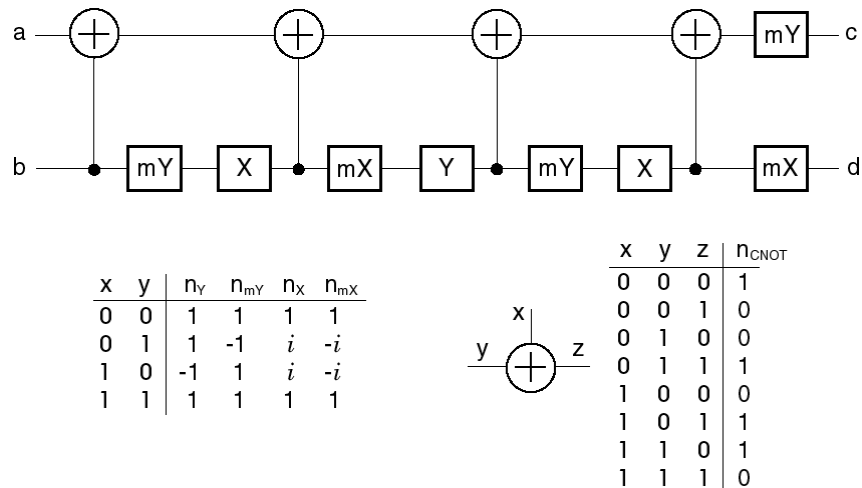 a mY c
b mY X mX Y mY X mX d
x y n_Y n_mY n_X n_mX
0 0 1 1 1 1
0 1 1 -1 i -i
1 0 -1 1 i -i
1 1 1 1 1 1
x
y z
x y z n_CNOT
0 0 0 1
0 0 1 0
0 1 0 0
0 1 1 1
1 0 0 0
1 0 1 1
1 1 0 1
1 1 1 0